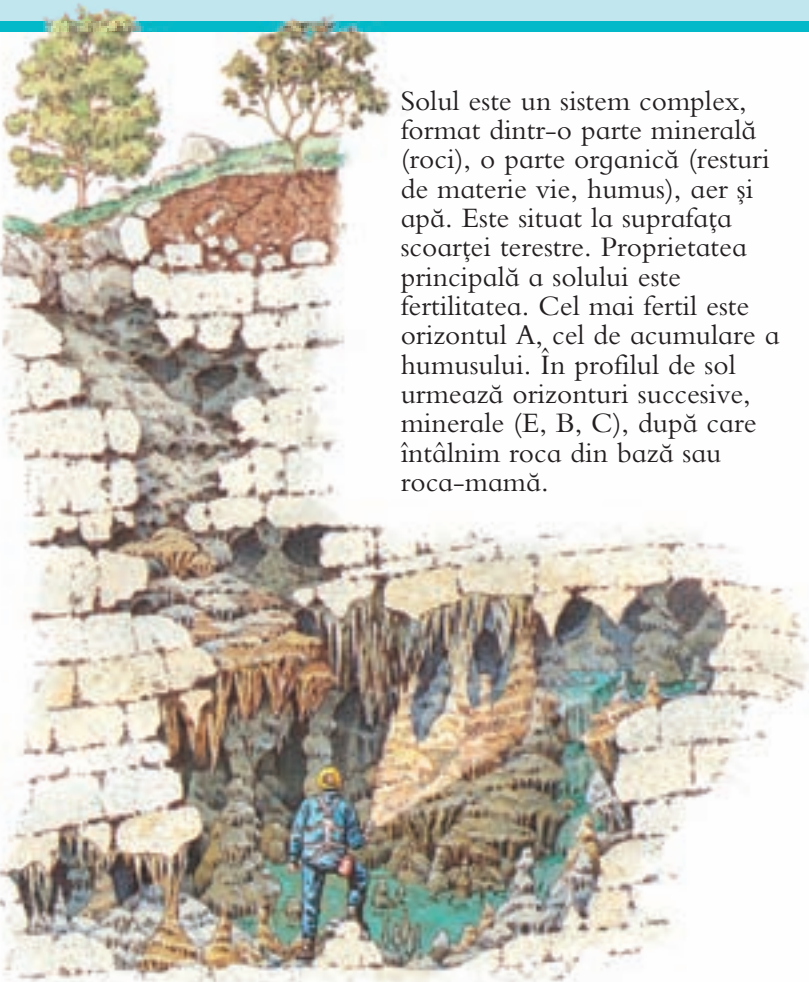 Solul este un sistem complex,
format dintr-o parte minerală
(roci), o parte organică (resturi
de materie vie, humus), aer şi
apă. Este situat la suprafaţa
scoarţei terestre. Proprietatea
principală a solului este
fertilitatea. Cel mai fertil este
orizontul A, cel de acumulare a
humusului. În profilul de sol
urmează orizonturi succesive,
minerale (E, B, C), după care
întâlnim roca din bază sau
roca-mamă.